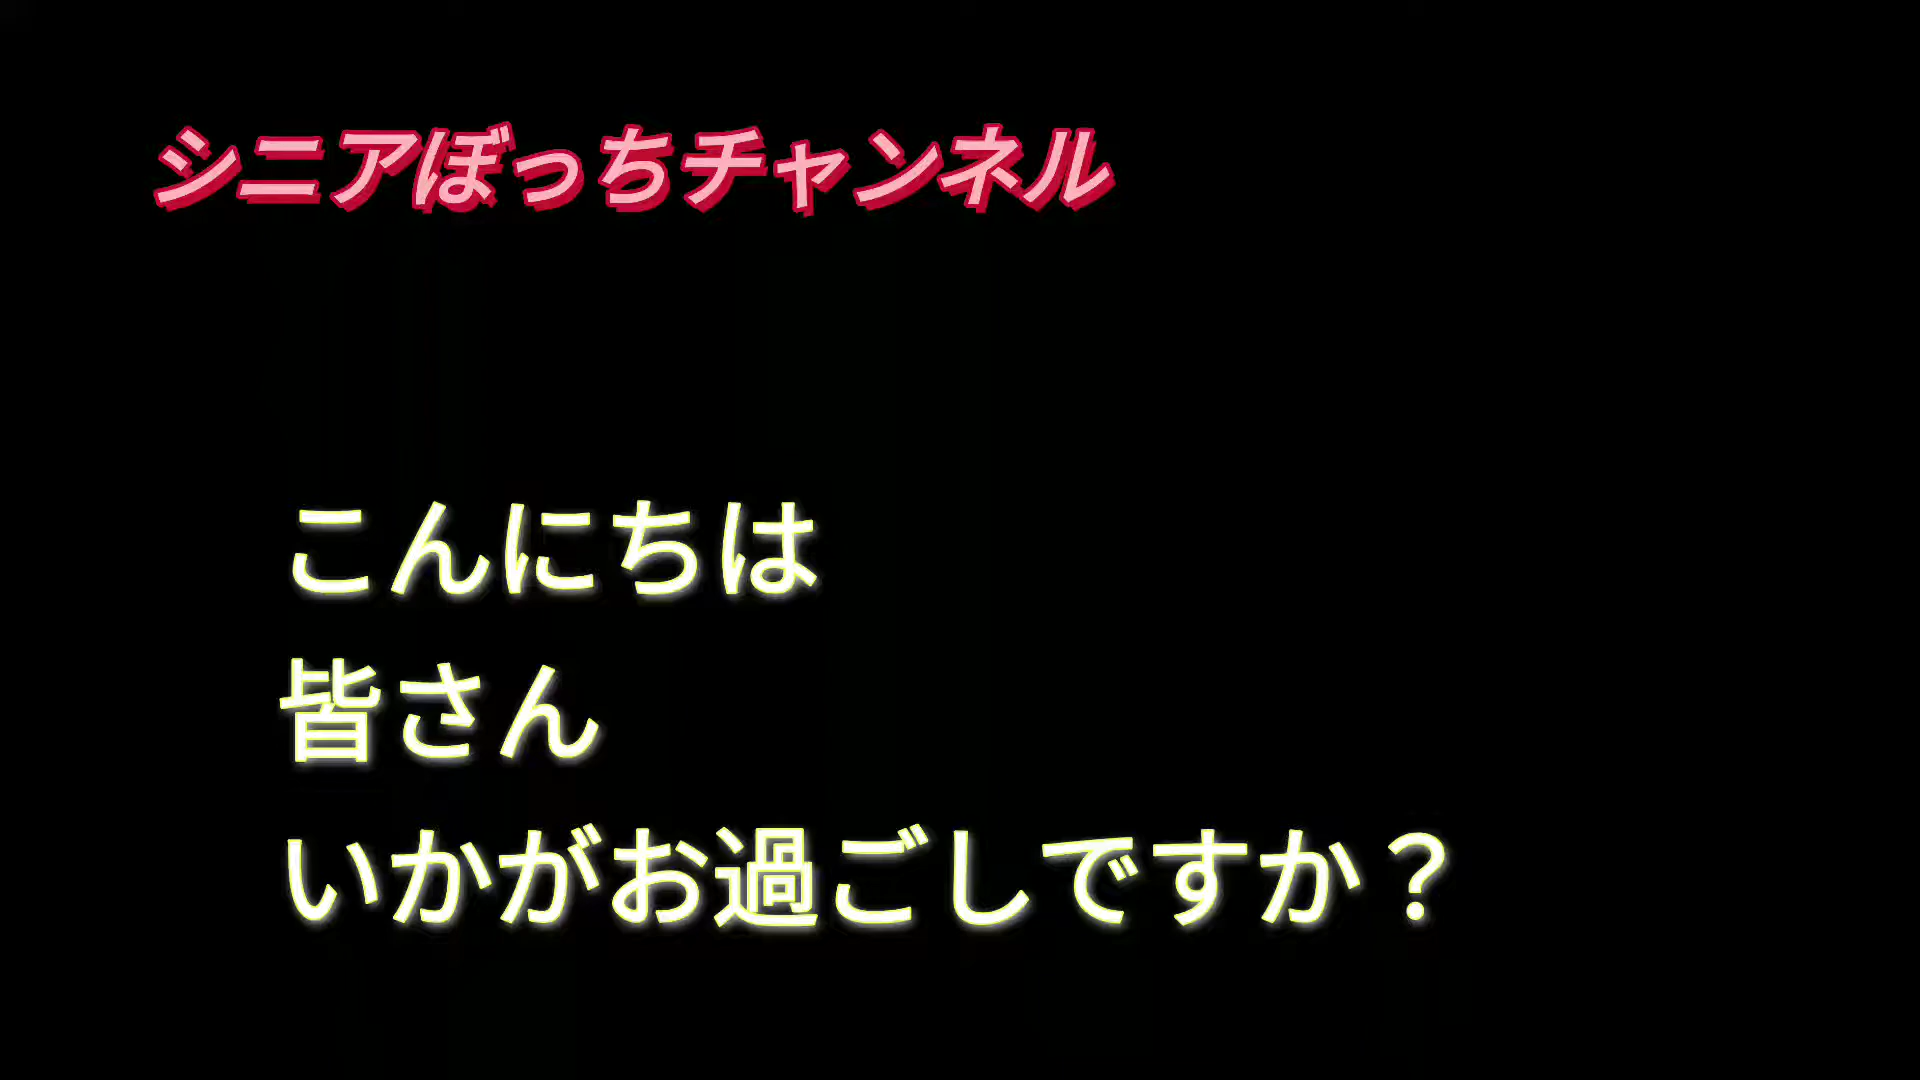 シニアぼっちチャンネル
こんにちは
皆さん
いかがお過ごしですか？